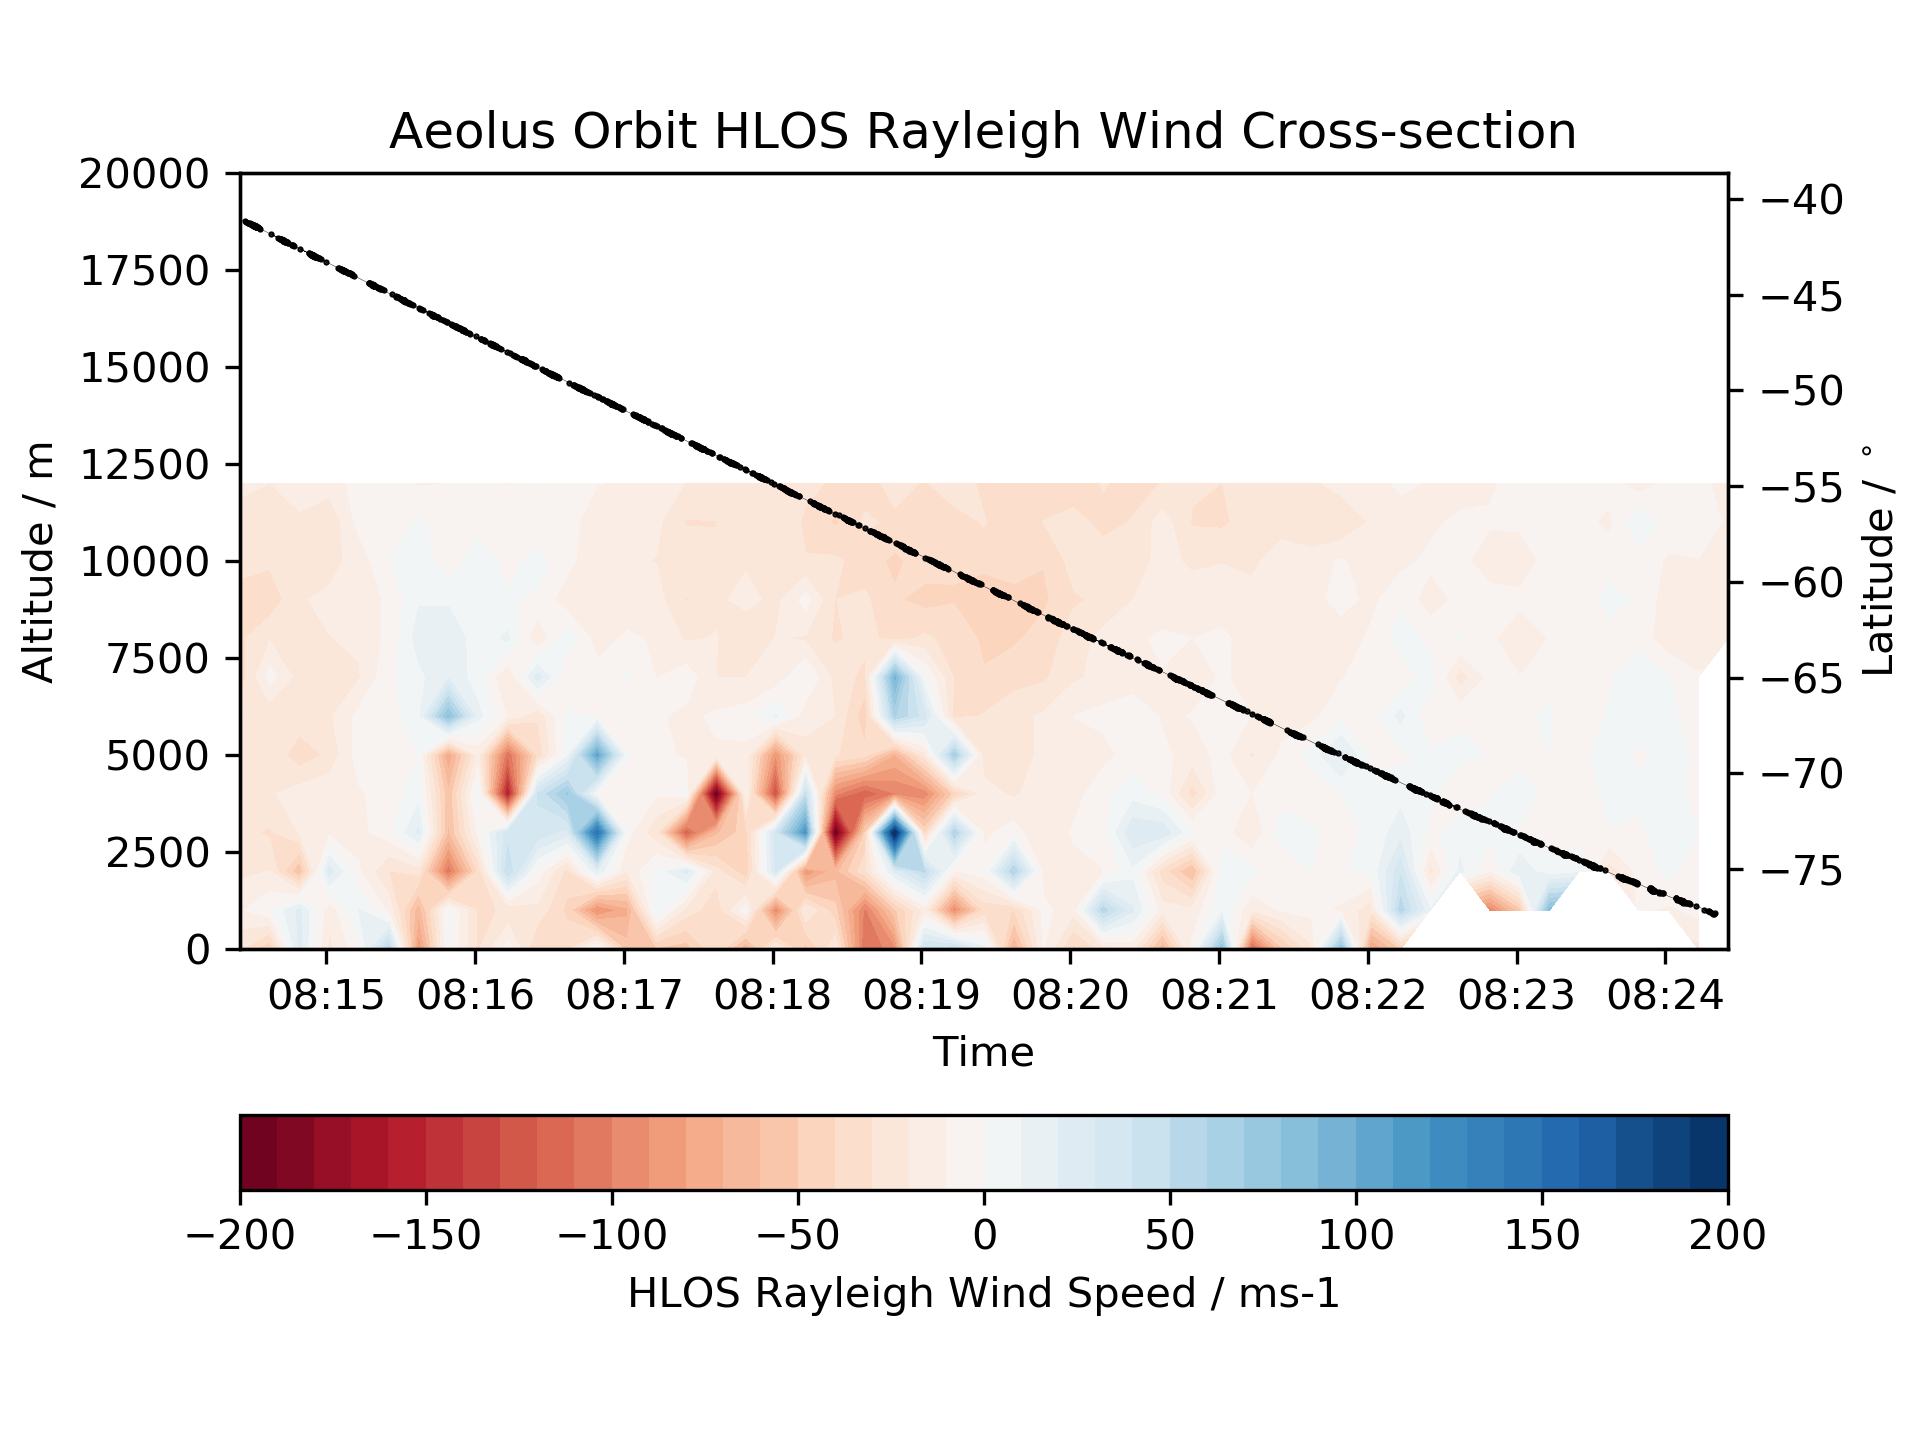 Aeolus Orbit HLOS Rayleigh Wind Cross-section
20000
17500
15000
12500
10000
7500
5000
2500
0
Altitude / m
−40
−45
−50
−55
−60
−65
−70
−75
Latitude / °
08:15 08:16 08:17 08:18 08:19 08:20 08:21 08:22 08:23 08:24
Time
−200 −150 −100 −50 0 50 100 150 200
HLOS Rayleigh Wind Speed / ms-1